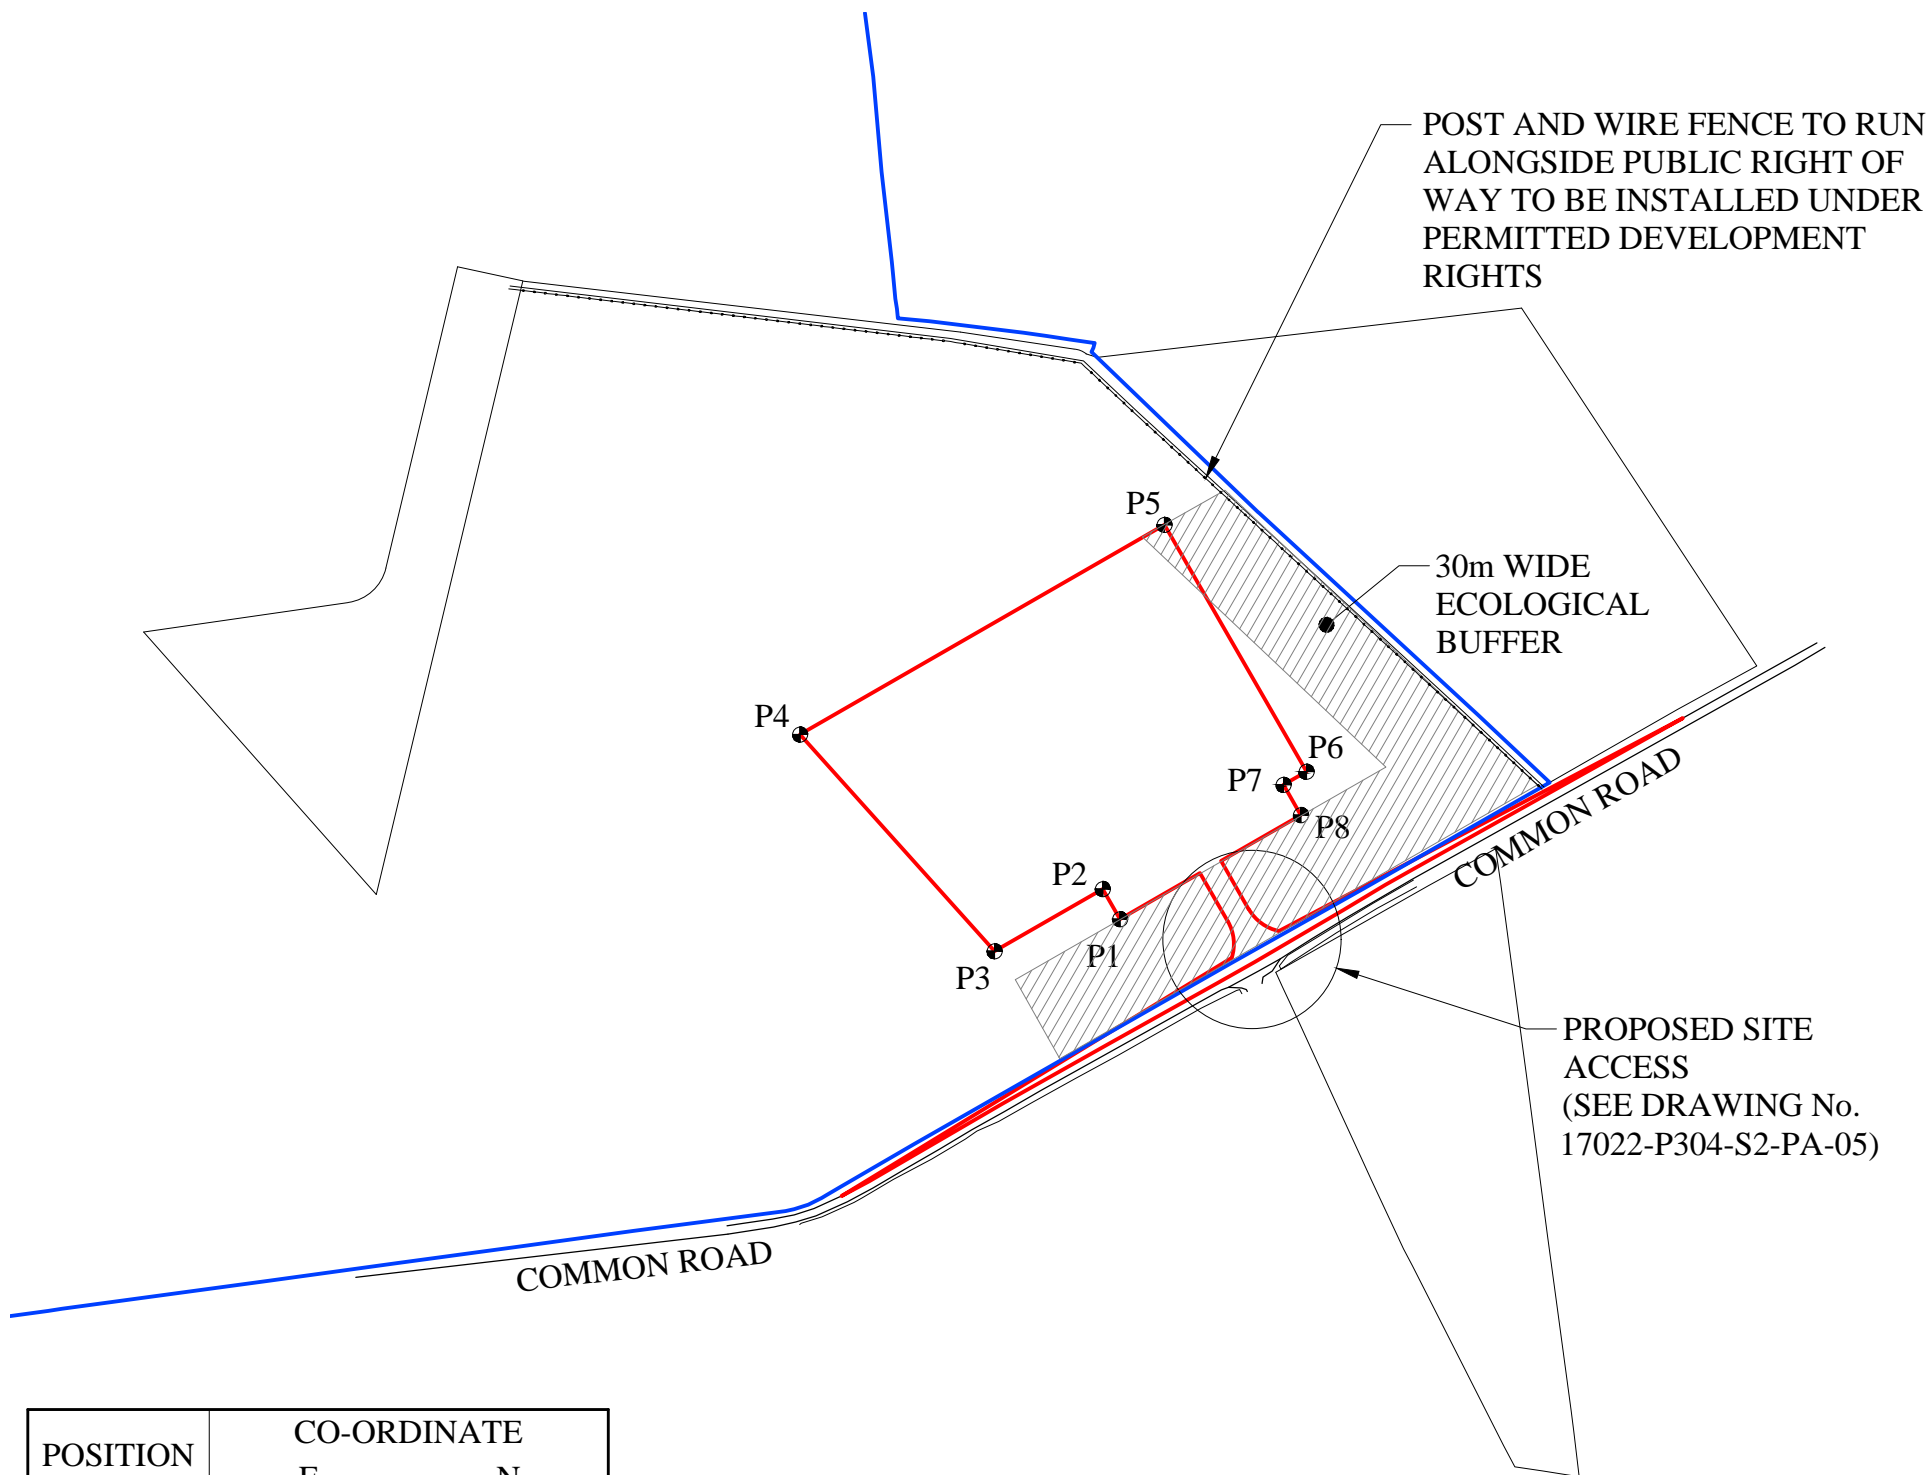 POST AND WIRE FENCE TO RUN
ALONGSIDE PUBLIC RIGHT OF
WAY TO BE INSTALLED UNDER
PERMITTED DEVELOPMENT
RIGHTS
P5
30m WIDE
ECOLOGICAL
BUFFER
P4
P6
P7
P8
COMMON ROAD
P2
P1
P3
PROPOSED SITE
ACCESS
(SEE DRAWING No.
17022-P304-S2-PA-05)
COMMON ROAD
CO-ORDINATE
POSITION